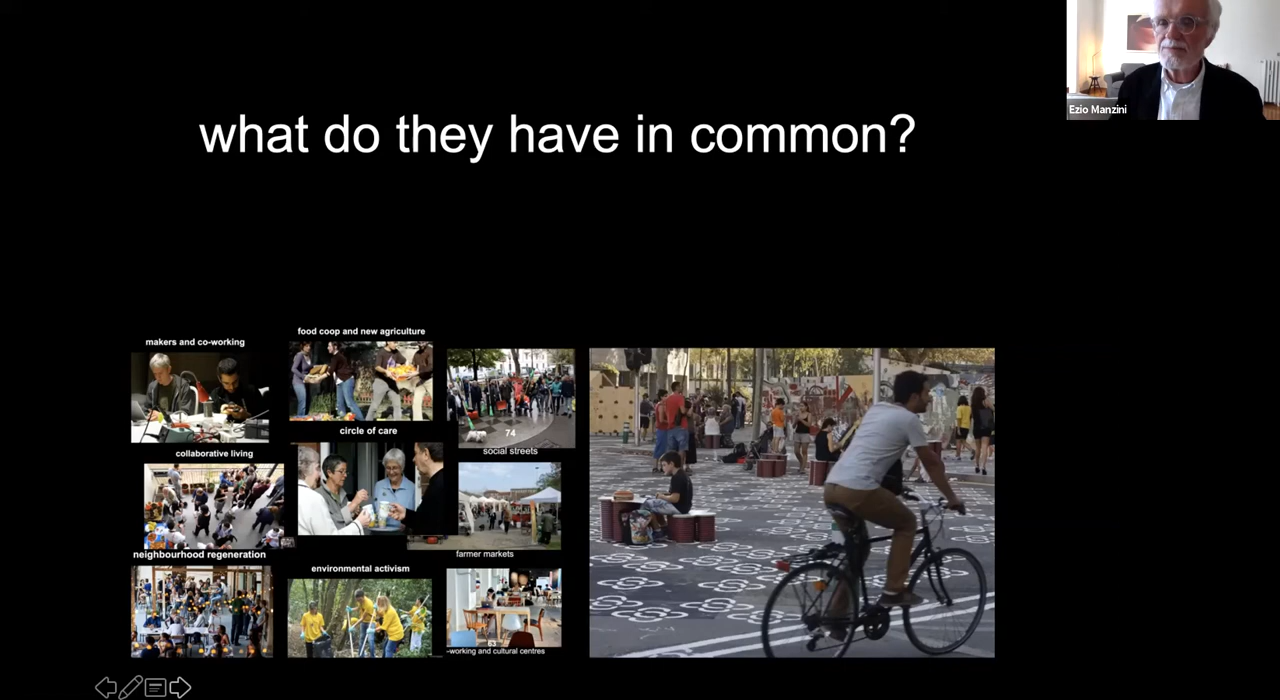 Ezio Manzini
what do they have in common?
food coop and new agriculture
makers and co-working
circle of care
74
social streets
collaborative living
neighbourhood regeneration
farmer markets
environmental activism
53
-working and cultural centres